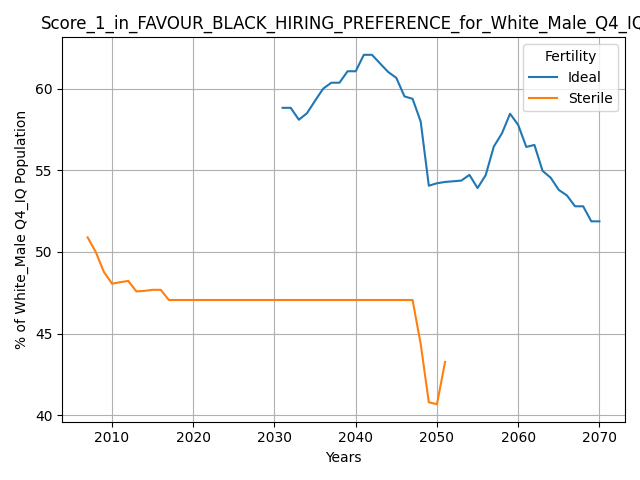 Score_1_in_FAVOUR_BLACK_HIRING_PREFERENCE_for_White_Male_Q4_IQ
Fertility
Ideal
Sterile
% of White_Male Q4_IQ Population
60
55
50
45
40
2010 2020 2030 2040 2050 2060 2070
Years